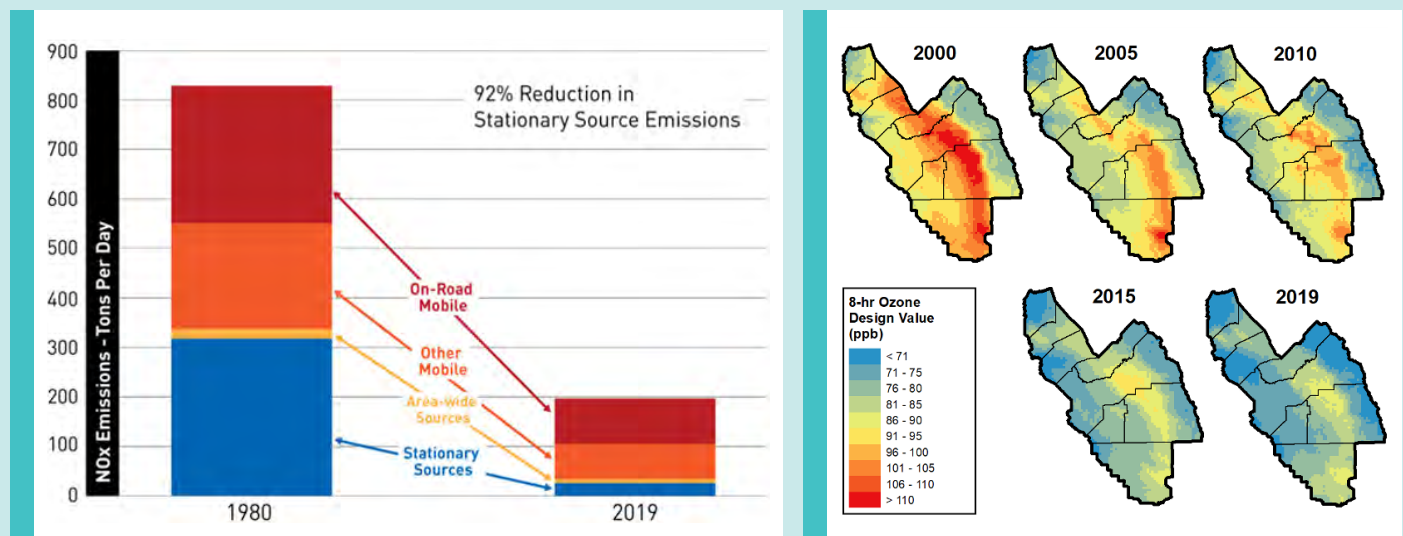 900
800
700
600
500
400
300
200
100
0
NOx Emissions - Tons Per Day
92% Reduction in
Stationary Source Emissions
On-Road
Mobile
Other
Mobile
Area-wide
Sources
Stationary
Sources
1980
2019
2000
2005
2010
2015
2019
8-hr Ozone
Design Value
(ppb)
< 71
71 - 75
76 - 80
81 - 85
86 - 90
91 - 95
96 - 100
101 - 105
106 - 110
> 110